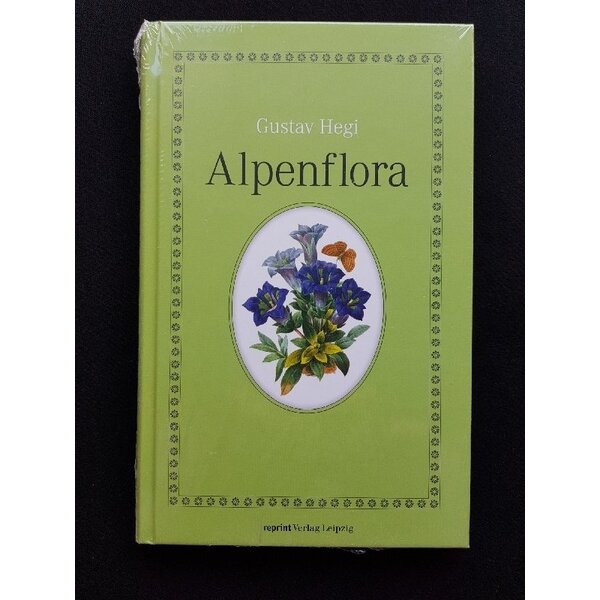 Gustav Hegi
Alpenflora
reprint Verlag Leipzig